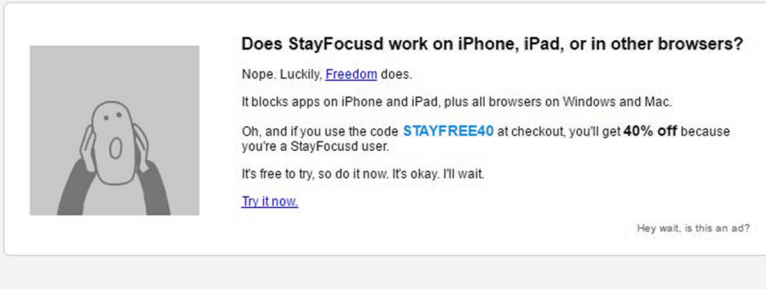 Does StayFocusd work on iPhone, iPad, or in other browsers?
Nope. Luckily, Freedom does.
It blocks apps on iPhone and iPad, plus all browsers on Windows and Mac.
Oh, and if you use the code STAYFREE40 at checkout, you'll get 40% off because
you're a StayFocusd user.
It's free to try, so do it now. It's okay. I'll wait.
Try it now.
Hey wait, is this an ad?